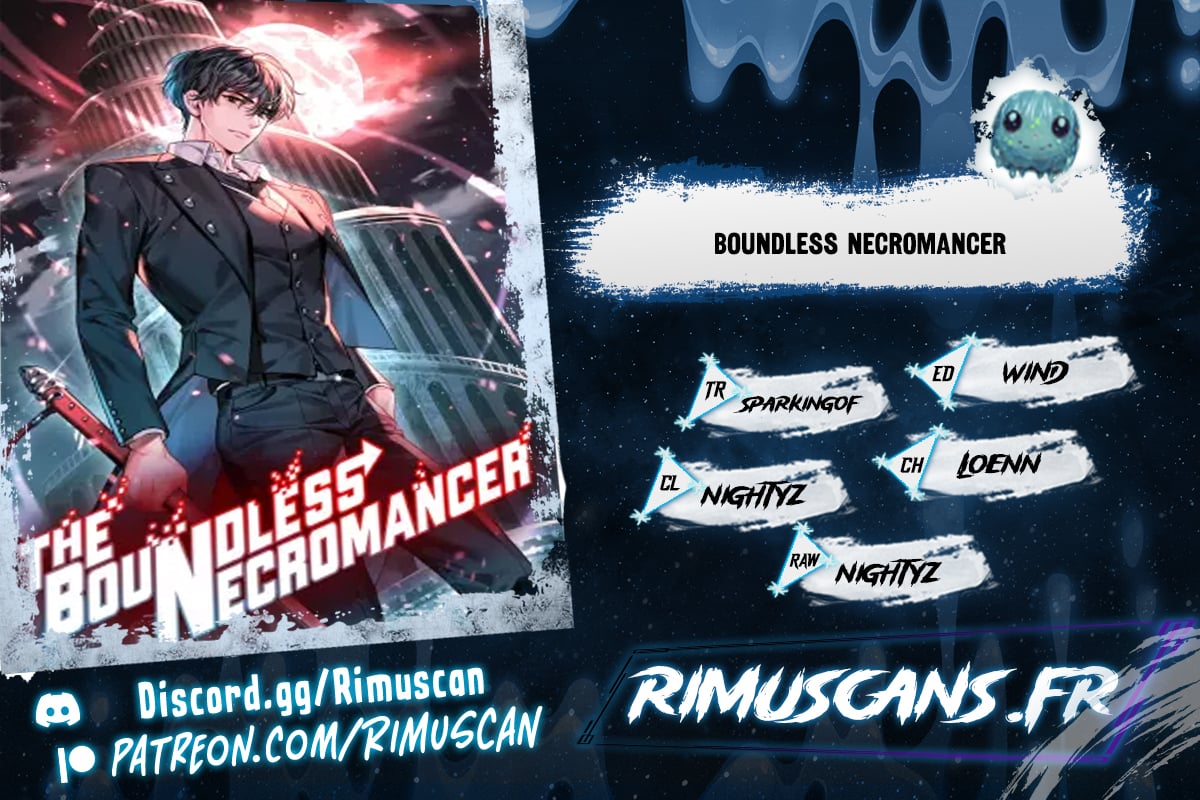 THE
BOUNDLESS
NECROMANCER
BOUNDLESS NECROMANCER
TR SPARKINGOF
ED WIND
CL NIGHTYZ
CH LOENN
RAW NIGHTYZ
Discord.gg/Rimuscan
PATREON.COM/RIMUSCAN
RIMUSCANS.FR